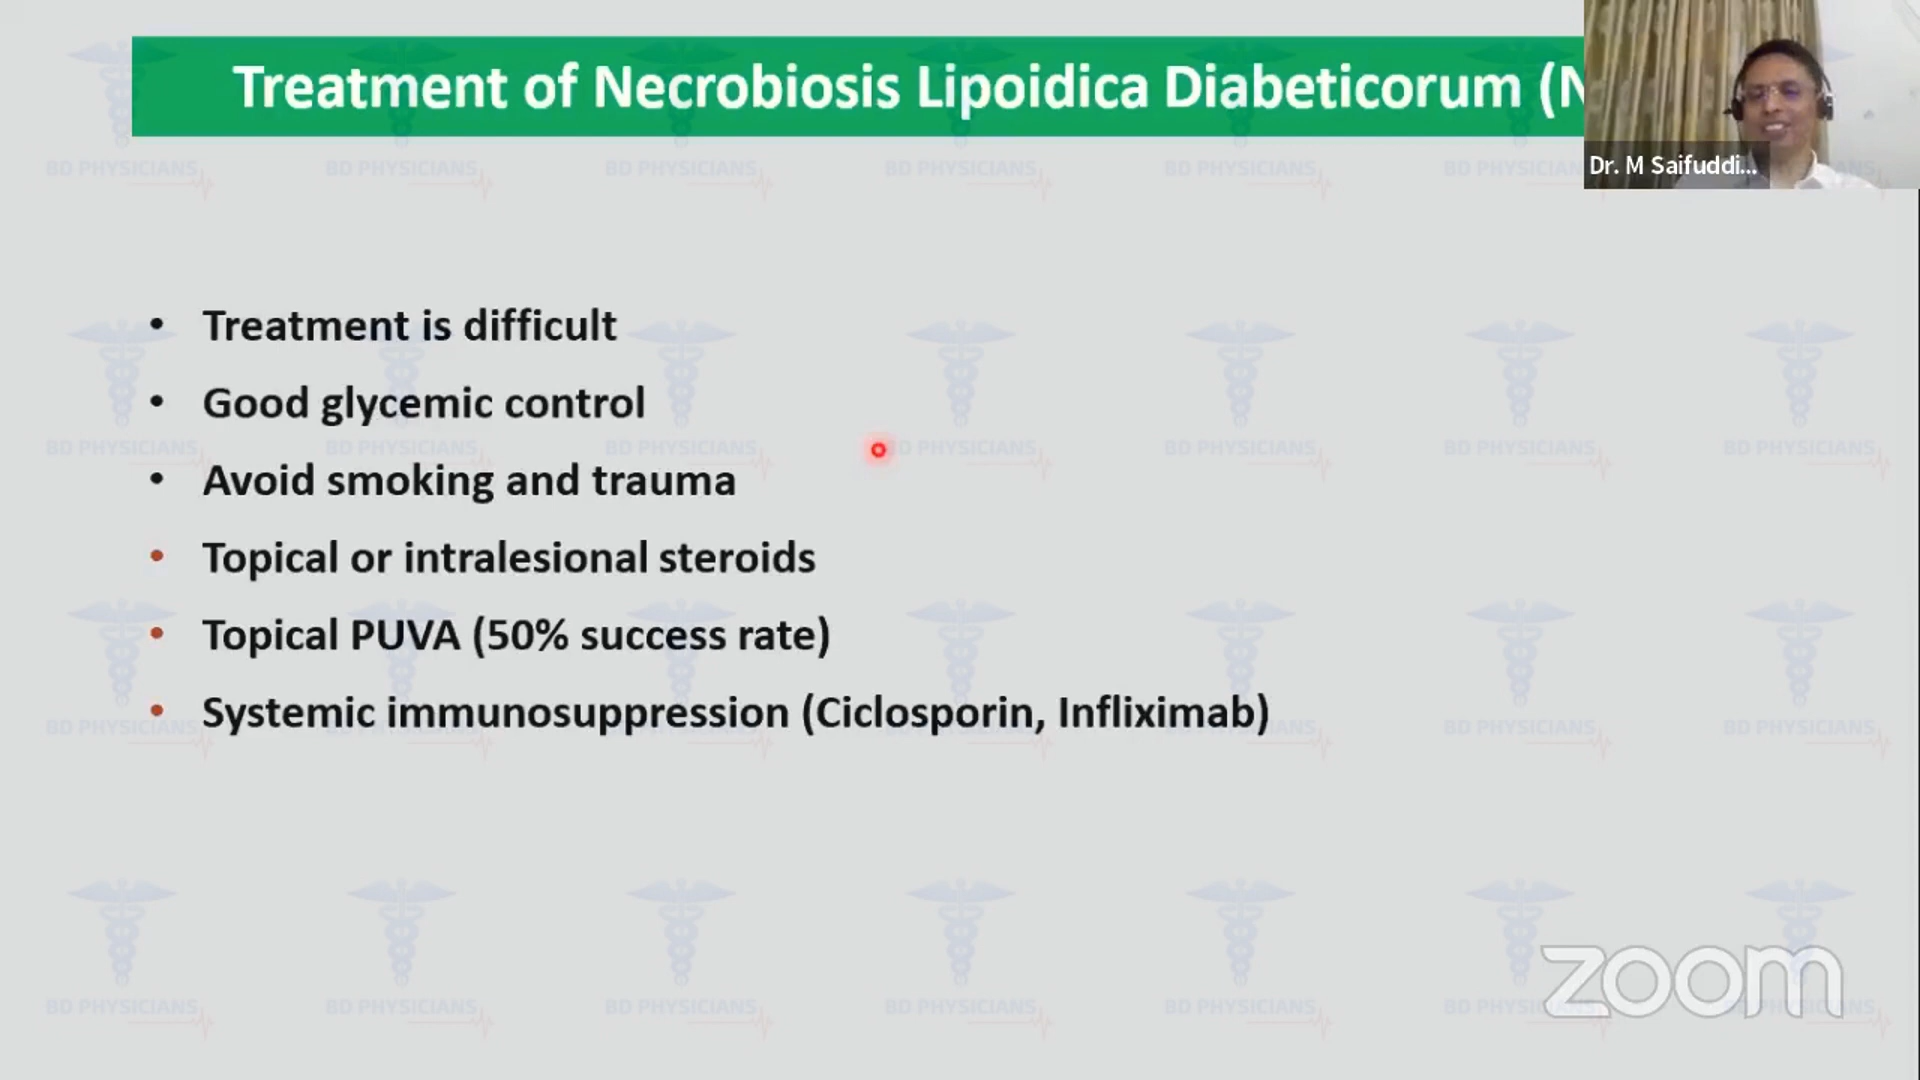 Treatment of Necrobiosis Lipoidica Diabeticorum (N
Dr. M Saifuddi...
• Treatment is difficult
• Good glycemic control
• Avoid smoking and trauma
• Topical or intralesional steroids
• Topical PUVA (50% success rate)
• Systemic immunosuppression (Ciclosporin, Infliximab)
BD PHYSICIANS
zoom